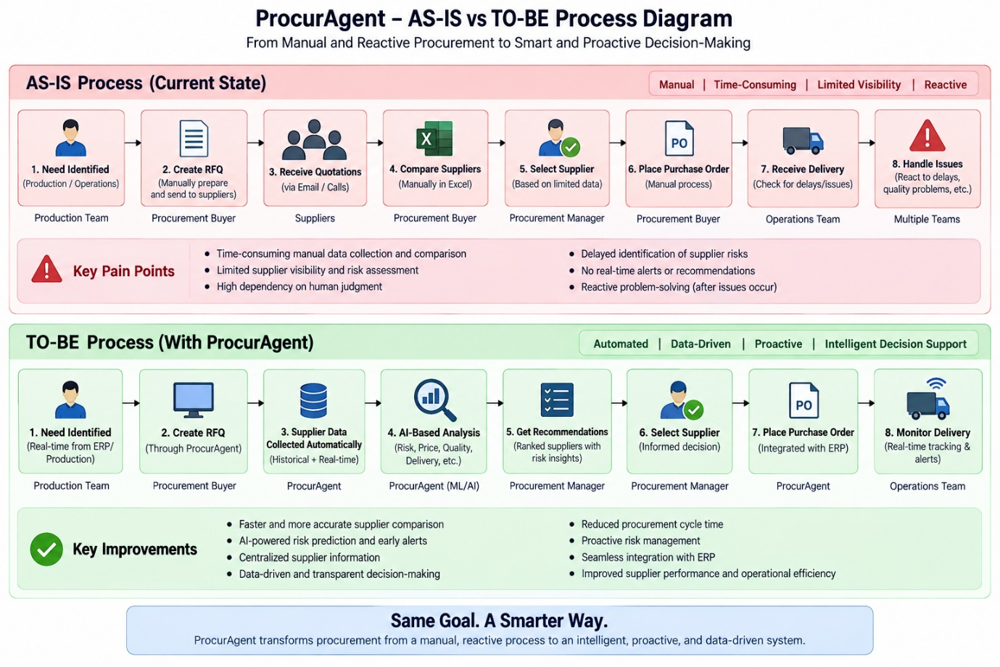 ProcurAgent – AS-IS vs TO-BE Process Diagram
From Manual and Reactive Procurement to Smart and Proactive Decision-Making
AS-IS Process (Current State)
Manual | Time-Consuming | Limited Visibility | Reactive
1. Need Identified
(Production / Operations)
Production Team
2. Create RFQ
(Manually prepare
and send to suppliers)
Procurement Buyer
3. Receive Quotations
(via Email / Calls)
Suppliers
X
4. Compare Suppliers
(Manually in Excel)
Procurement Buyer
5. Select Supplier
(Based on limited data)
Procurement Manager
PO
6. Place Purchase Order
(Manual process)
Procurement Buyer
7. Receive Delivery
(Check for delays/issues)
Operations Team
8. Handle Issues
(React to delays,
quality problems, etc.)
Multiple Teams
Key Pain Points
• Time-consuming manual data collection and comparison
• Limited supplier visibility and risk assessment
• High dependency on human judgment
• Delayed identification of supplier risks
• No real-time alerts or recommendations
• Reactive problem-solving (after issues occur)
TO-BE Process (With ProcurAgent)
Automated | Data-Driven | Proactive | Intelligent Decision Support
1. Need Identified
(Real-time from ERP/
Production)
Production Team
2. Create RFQ
(Through ProcurAgent)
Procurement Buyer
3. Supplier Data
Collected Automatically
(Historical + Real-time)
ProcurAgent
4. AI-Based Analysis
(Risk, Price, Quality,
Delivery, etc.)
ProcurAgent (ML/AI)
5. Get Recommendations
(Ranked suppliers with
risk insights)
Procurement Manager
6. Select Supplier
(Informed decision)
Procurement Manager
PO
7. Place Purchase Order
(Integrated with ERP)
ProcurAgent
8. Monitor Delivery
(Real-time tracking &
alerts)
Operations Team
Key Improvements
• Faster and more accurate supplier comparison
• AI-powered risk prediction and early alerts
• Centralized supplier information
• Data-driven and transparent decision-making
• Reduced procurement cycle time
• Proactive risk management
• Seamless integration with ERP
• Improved supplier performance and operational efficiency
Same Goal. A Smarter Way.
ProcurAgent transforms procurement from a manual, reactive process to an intelligent, proactive, and data-driven system.